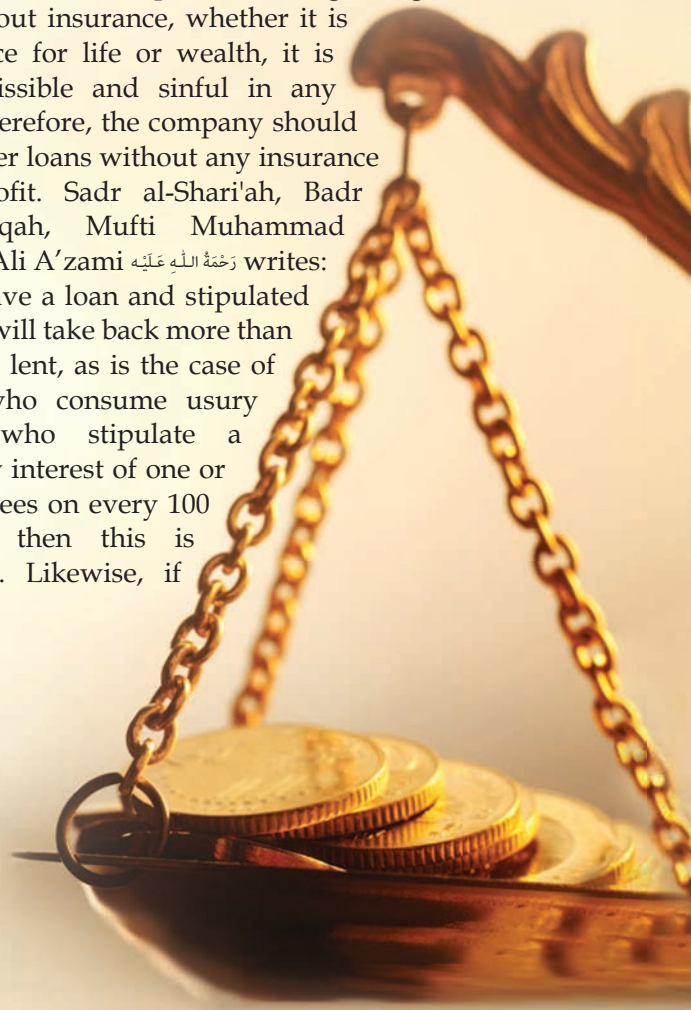 out insurance, whether it is
ce for life or wealth, it is
issible and sinful in any
erefore, the company should
er loans without any insurance
ofit. Sadr al-Shari'ah, Badr
qah, Mufti Muhammad
Ali A’zami رَحْمَةُ اللّٰهِ عَلَيْه writes:
ave a loan and stipulated
will take back more than
lent, as is the case of
who consume usury
who stipulate a
y interest of one or
ees on every 100
then this is
. Likewise, if